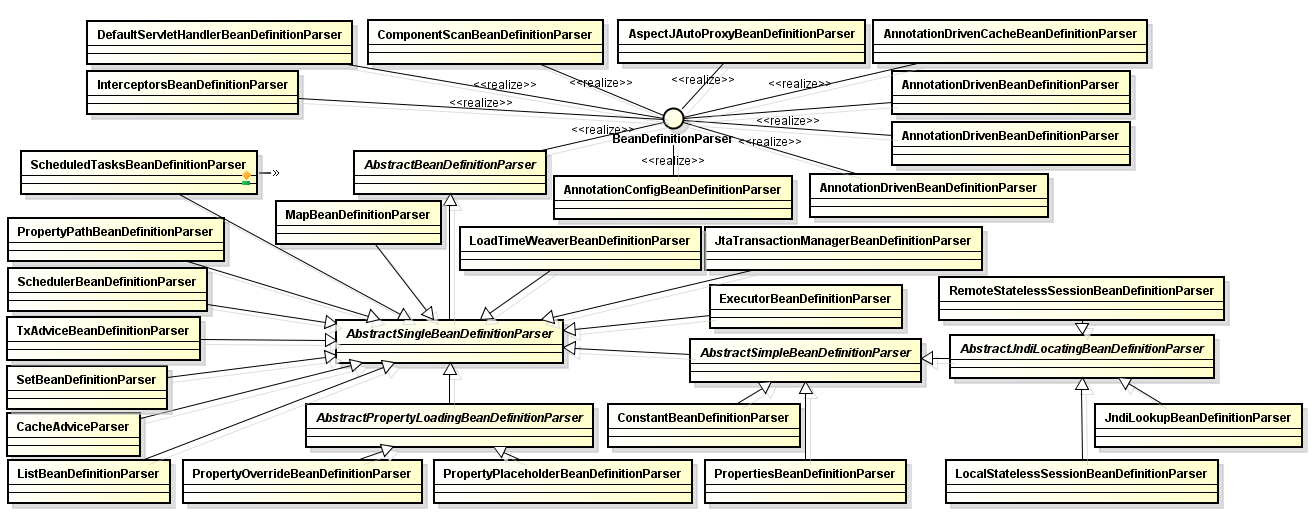 DefaultServletHandlerBeanDefinitionParser
ComponentScanBeanDefinitionParser
AspectJAutoProxyBeanDefinitionParser
AnnotationDrivenCacheBeanDefinitionParser
InterceptorsBeanDefinitionParser
<<realize>>
<<realize>>
<<realize>>
<<realize>>
AnnotationDrivenBeanDefinitionParser
<<realize>>
<<realize>>
<<realize>>
AnnotationDrivenBeanDefinitionParser
BeanDefinitionParser
<<realize>>
<<realize>>
ScheduledTasksBeanDefinitionParser
»
AbstractBeanDefinitionParser
AnnotationConfigBeanDefinitionParser
AnnotationDrivenBeanDefinitionParser
MapBeanDefinitionParser
PropertyPathBeanDefinitionParser
LoadTimeWeaverBeanDefinitionParser
JtaTransactionManagerBeanDefinitionParser
SchedulerBeanDefinitionParser
ExecutorBeanDefinitionParser
RemoteStatelessSessionBeanDefinitionParser
TxAdviceBeanDefinitionParser
AbstractSingleBeanDefinitionParser
AbstractSimpleBeanDefinitionParser
AbstractJndiLocatingBeanDefinitionParser
SetBeanDefinitionParser
CacheAdviceParser
AbstractPropertyLoadingBeanDefinitionParser
ConstantBeanDefinitionParser
JndiLookupBeanDefinitionParser
ListBeanDefinitionParser
PropertyOverrideBeanDefinitionParser
PropertyPlaceholderBeanDefinitionParser
PropertiesBeanDefinitionParser
LocalStatelessSessionBeanDefinitionParser